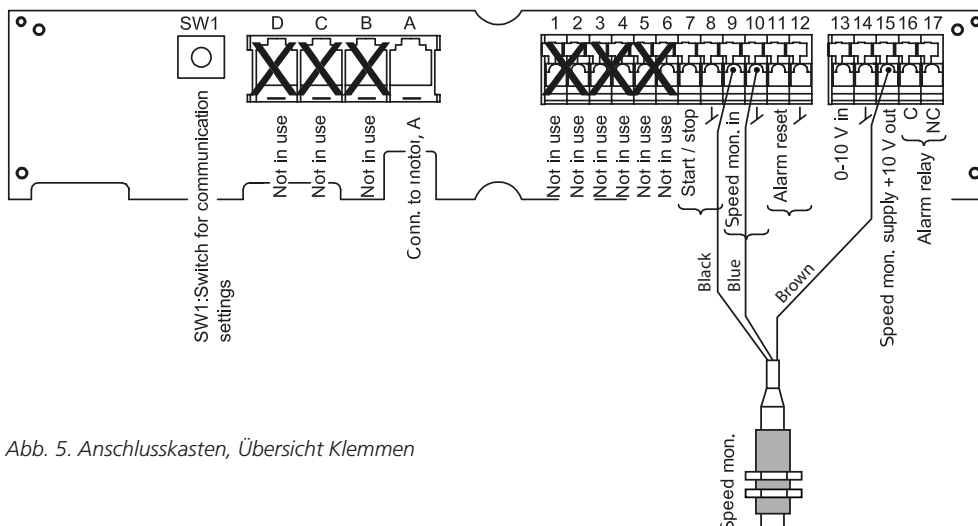 SW1
D C B A
1 2 3 4 5 6 7 8 9 10 11 12 13 14 15 16 17
SW1:Switch for communication
settings
Not in use
Not in use
Not in use
Conn. to motor, A
Not in use
Not in use
Not in use
Not in use
Not in use
Not in use
Start / stop
Speed mon. in
Alarm reset
0-10 V in
Speed mon. supply +10 V out
C
NC
Alarm relay
Black
Blue
Brown
Speed mon.
Abb. 5. Anschlusskasten, Übersicht Klemmen